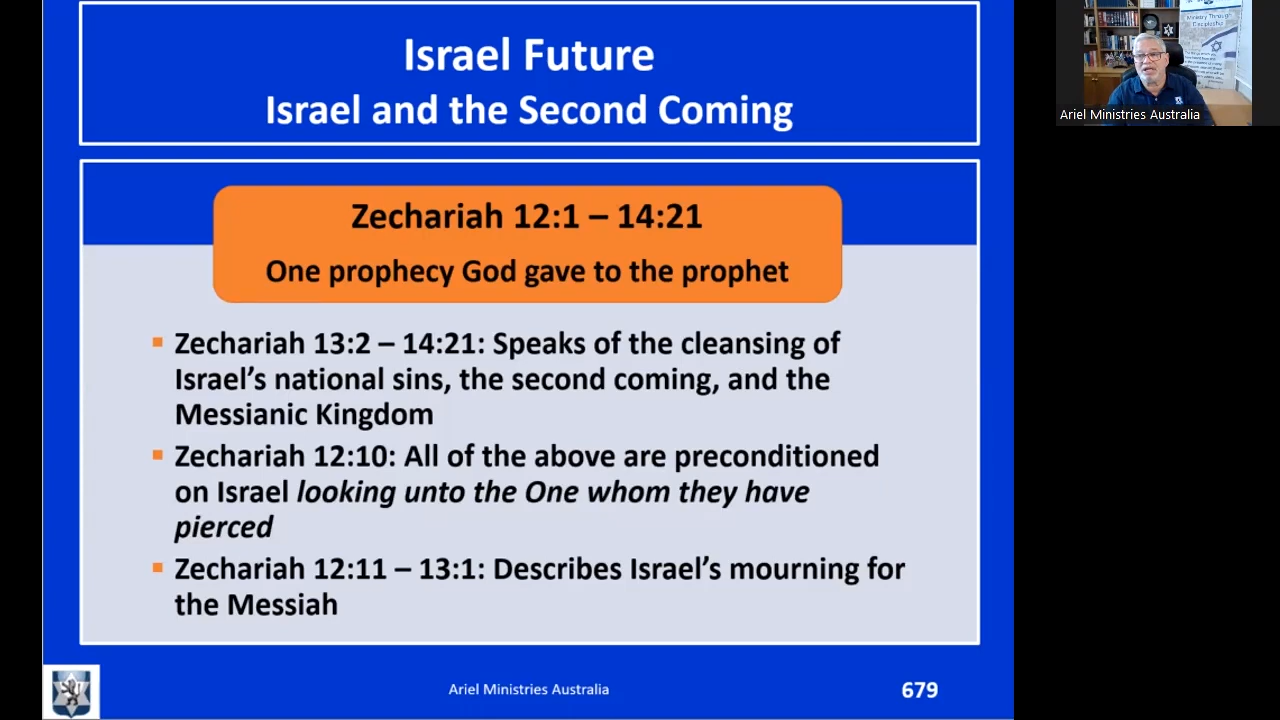 Israel Future
Israel and the Second Coming
Zechariah 12:1 – 14:21
One prophecy God gave to the prophet
▪ Zechariah 13:2 – 14:21: Speaks of the cleansing of
Israel's national sins, the second coming, and the
Messianic Kingdom
▪ Zechariah 12:10: All of the above are preconditioned
on Israel looking unto the One whom they have
pierced
▪ Zechariah 12:11 – 13:1: Describes Israel's mourning for
the Messiah
Ariel Ministries Australia
679
Ministry Through
Discipleship
Ariel Ministries Australia